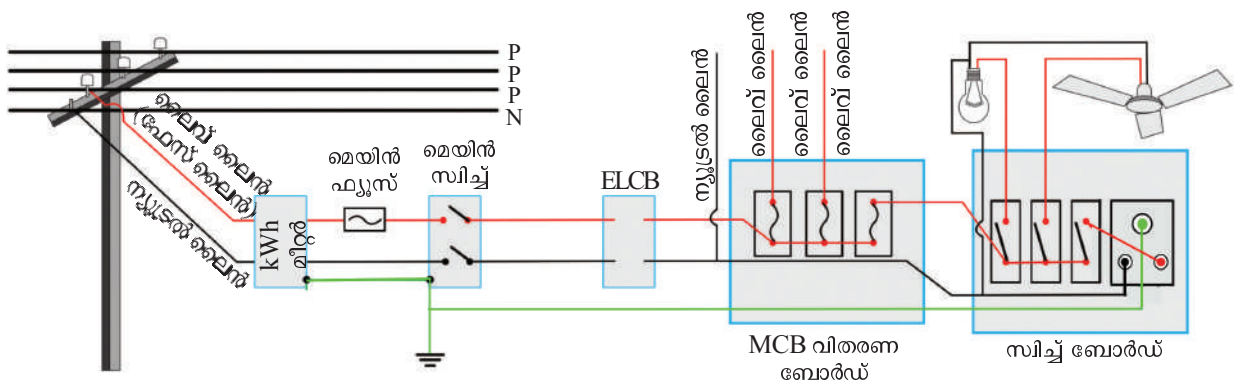 P
P
P
N
ലൈവ് ലൈൻ
(ഫേസ് ലൈൻ)
ന്യൂട്രൽ ലൈൻ
kWh
മീറ്റർ
മെയിൻ
ഫ്യൂസ്
മെയിൻ
സ്വിച്ച്
ELCB
ന്യൂട്രൽ ലൈൻ
ലൈവ് ലൈൻ
ലൈവ് ലൈൻ
ലൈവ് ലൈൻ
MCB വിതരണ
ബോർഡ്
സ്വിച്ച് ബോർഡ്